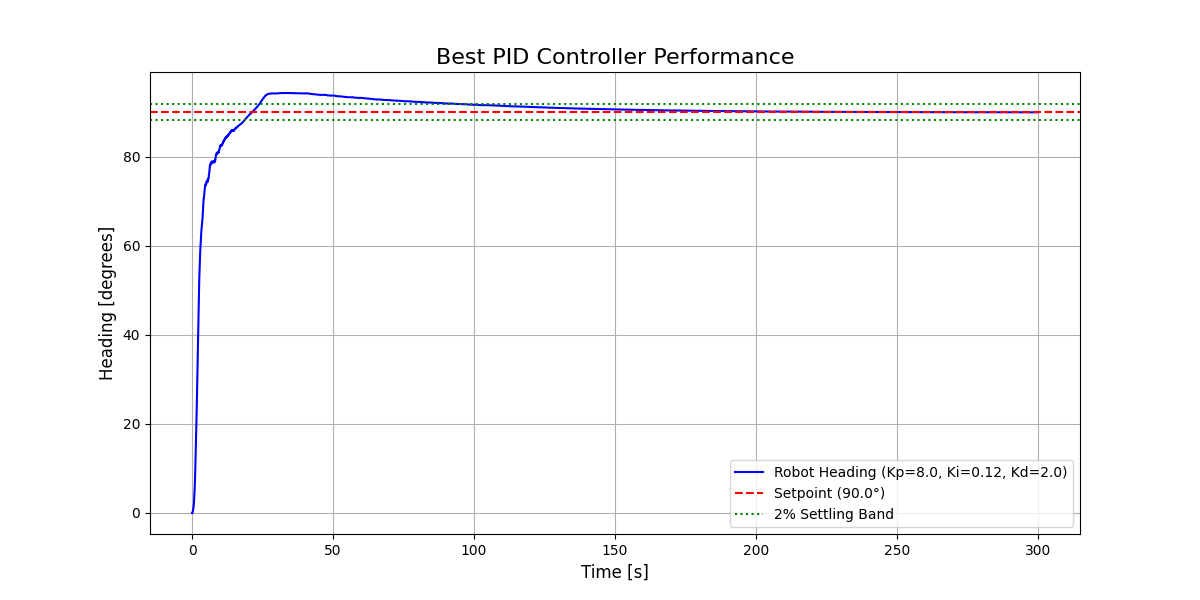 Best PID Controller Performance
Heading [degrees]
80
60
40
20
0
0 50 100 150 200 250 300
Time [s]
Robot Heading (Kp=8.0, Ki=0.12, Kd=2.0)
Setpoint (90.0°)
2% Settling Band